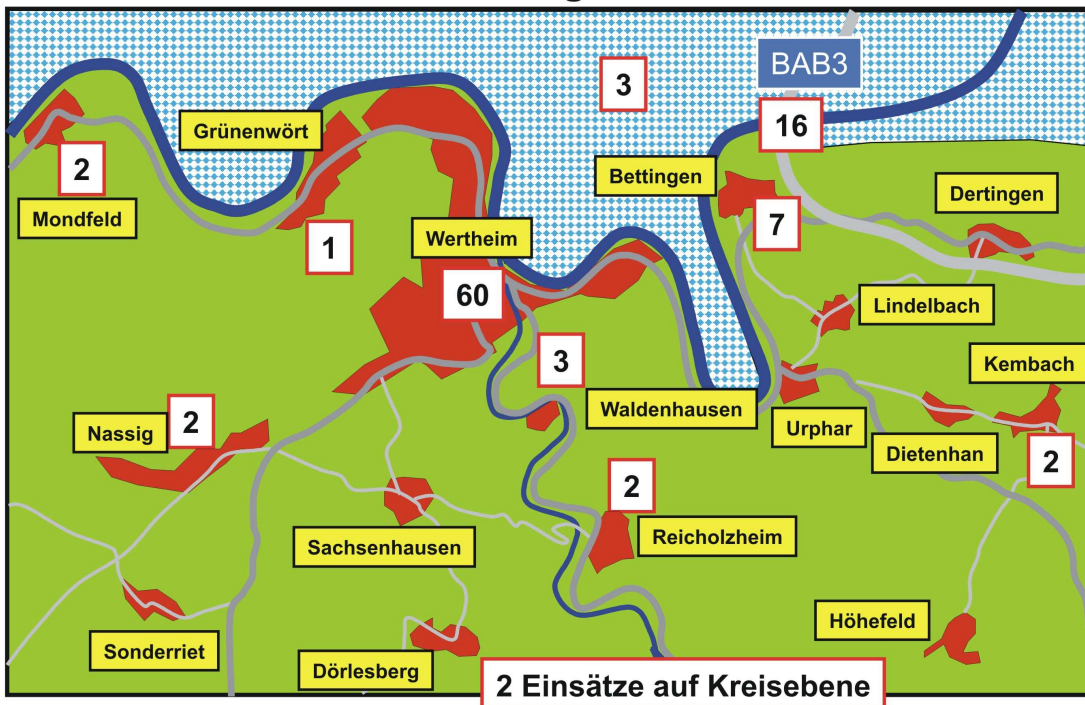 BAB3
3
16
Grünenwört
2
Bettingen
Dertingen
Mondfeld
1
7
Wertheim
60
Lindelbach
3
Kembach
Waldenhausen
Nassig
2
Urphar
Dietenhan
2
2
Sachsenhausen
Reicholzheim
Höhefeld
Sonderriet
Dörlesberg
2 Einsätze auf Kreisebene